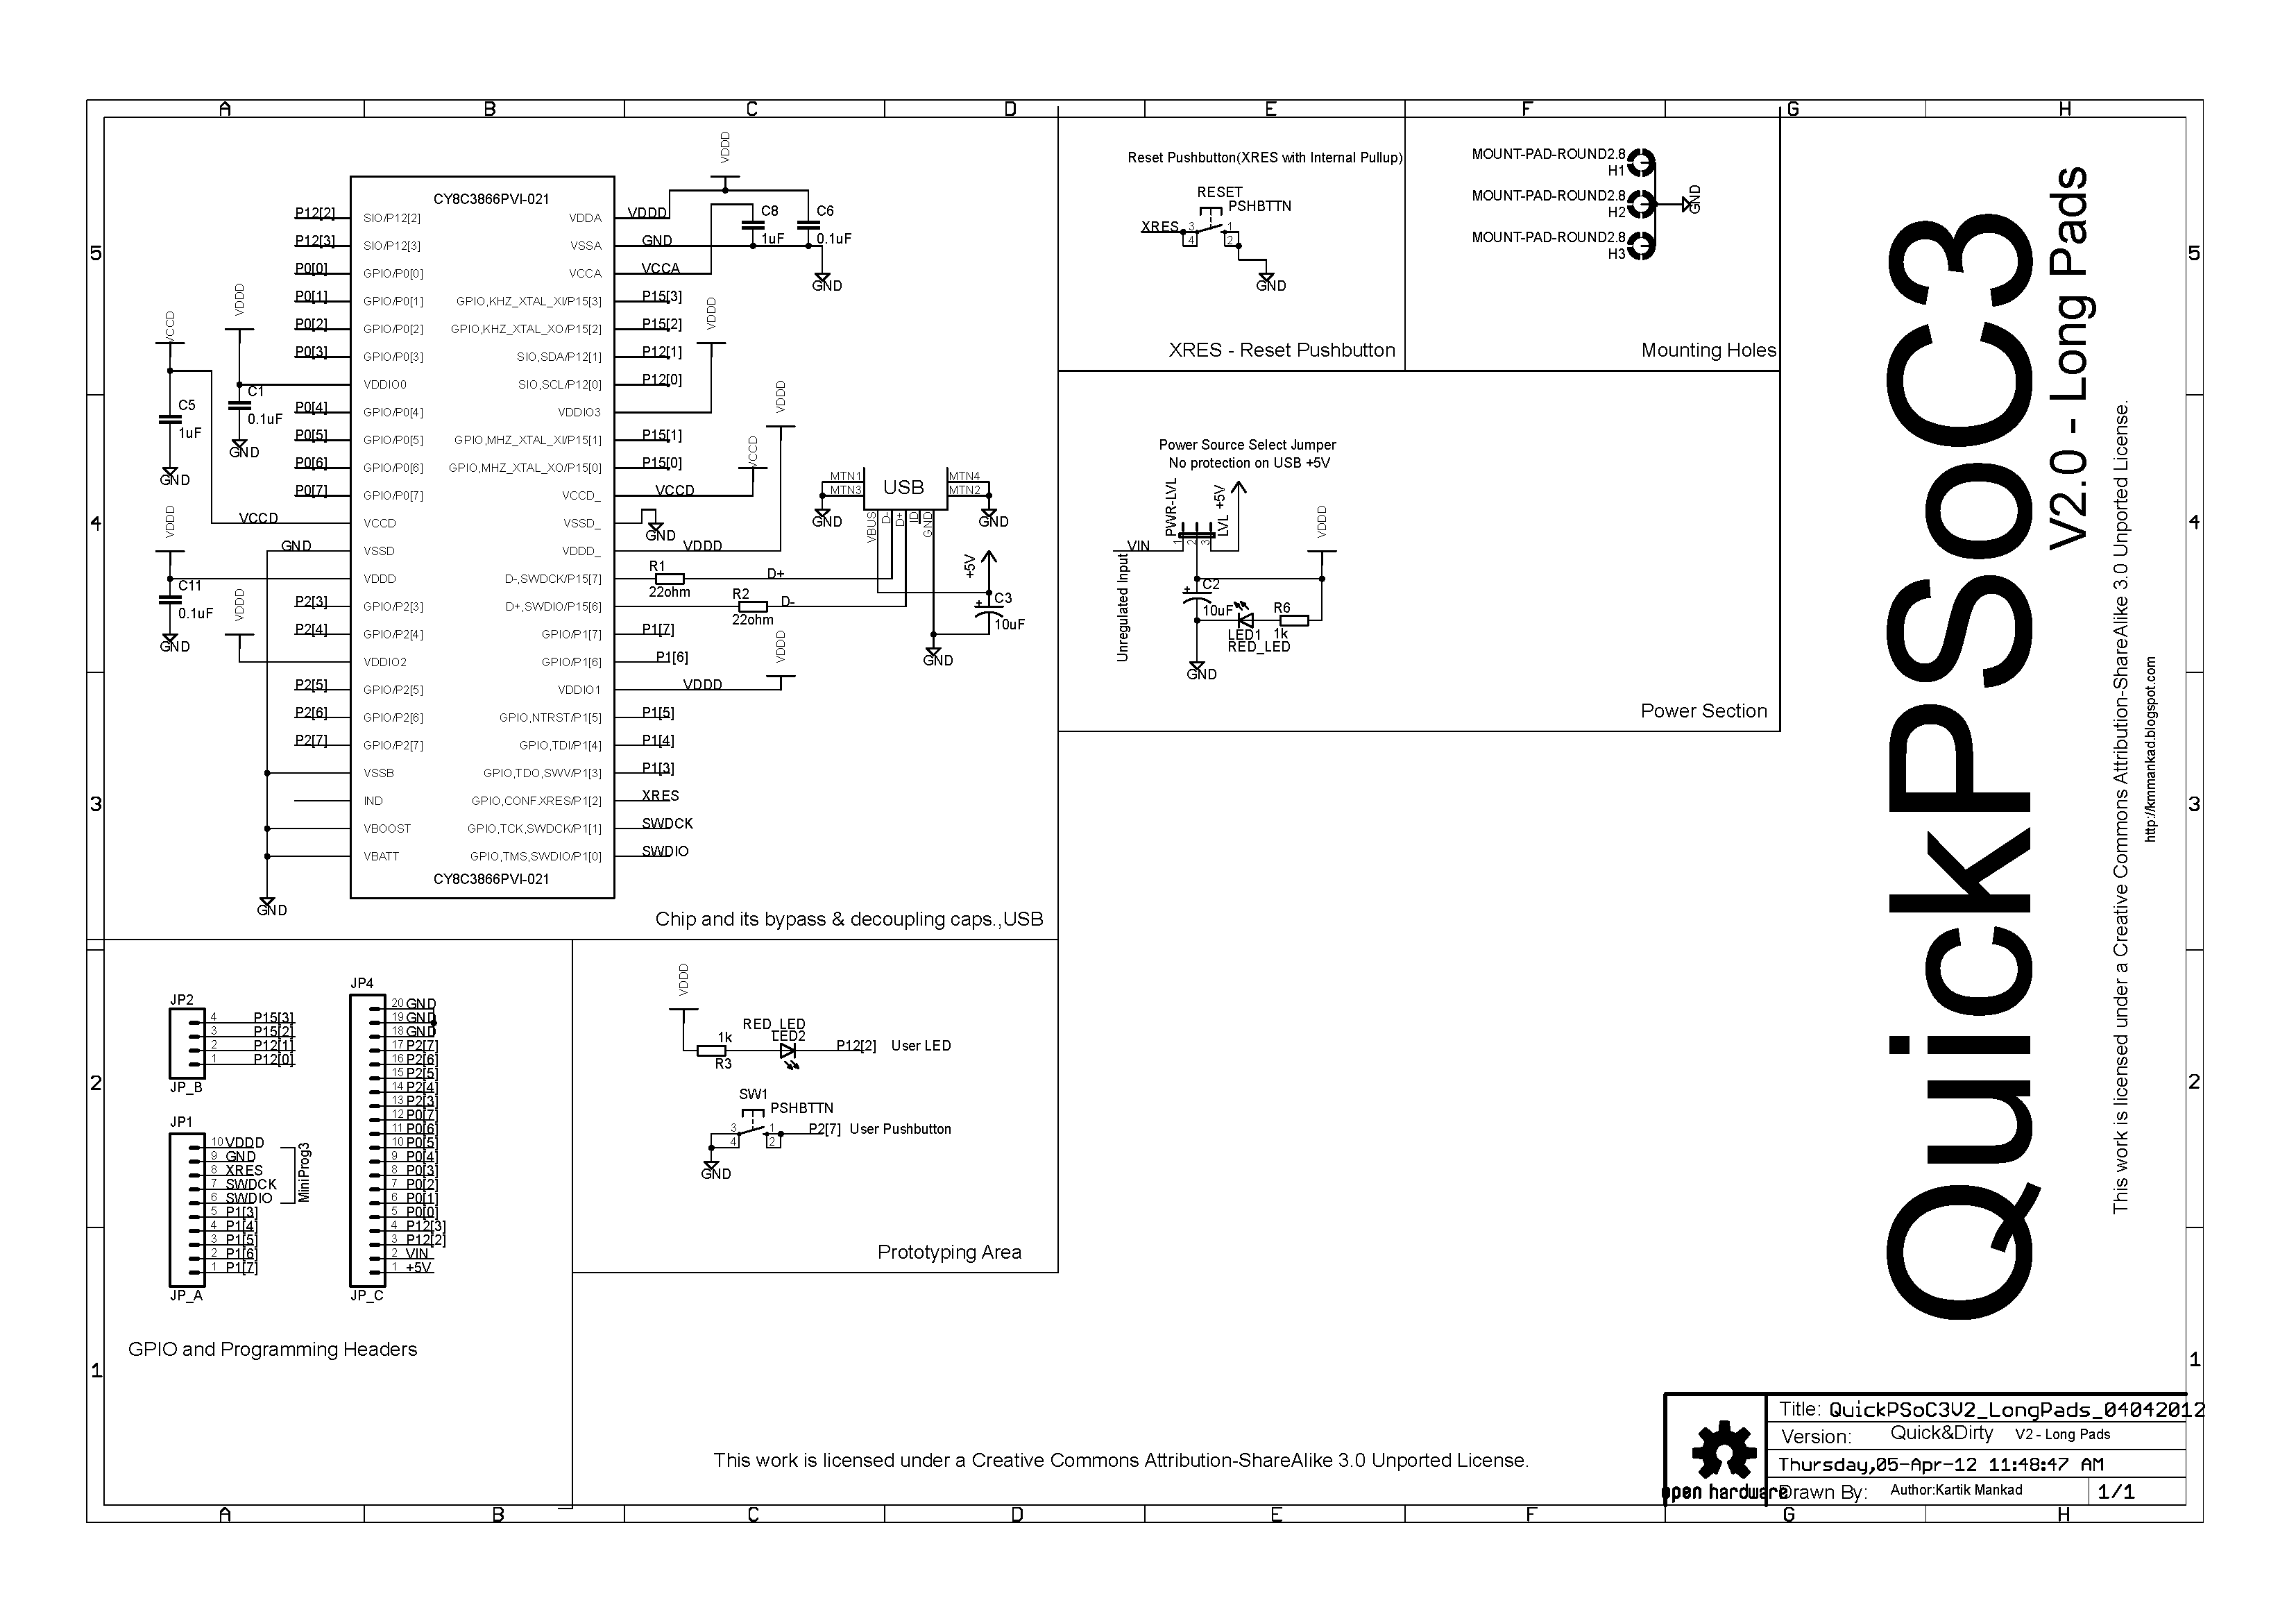 A B C D E F G H
5
4
3
2
1
CY8C3866PVI-021
P12[2] SIO/P12[2] VDDA VDDD
P12[3] SIO/P12[3] VSSA GND
P0[0] GPIO/P0[0] VCCA VCCA
P0[1] GPIO/P0[1] GPIO,KHZ_XTAL_XI/P15[3] P15[3]
P0[2] GPIO/P0[2] GPIO,KHZ_XTAL_XO/P15[2] P15[2]
P0[3] GPIO/P0[3] SIO,SDA/P12[1] P12[1]
VDDIO0 SIO,SCL/P12[0] P12[0]
P0[4] GPIO/P0[4] VDDIO3
P0[5] GPIO/P0[5] GPIO,MHZ_XTAL_XI/P15[1] P15[1]
P0[6] GPIO/P0[6] GPIO,MHZ_XTAL_XO/P15[0] P15[0]
P0[7] GPIO/P0[7] VCCD_ VCCD
VCCD VCCD VSSD_ GND
GND VSSD VDDD_ VDDD
VDDD D-,SWDCK/P15[7]
P2[3] GPIO/P2[3] D+,SWDIO/P15[6]
P2[4] GPIO/P2[4] GPIO/P1[7] P1[7]
VDDIO2 GPIO/P1[6] P1[6]
P2[5] GPIO/P2[5] VDDIO1 VDDD
P2[6] GPIO/P2[6] GPIO,NTRST/P1[5] P1[5]
P2[7] GPIO/P2[7] GPIO,TDI/P1[4] P1[4]
VSSB GPIO,TDO,SWV/P1[3] P1[3]
IND GPIO,CONF.XRES/P1[2] XRES
VBOOST GPIO,TCK,SWDCK/P1[1] SWDCK
VBATT GPIO,TMS,SWDIO/P1[0] SWDIO
CY8C3866PVI-021
GND
VCCD
C5
1uF
GND
VDDD
C1
0.1uF
GND
VDDD
C11
0.1uF
GND
VDDD
VDDD
C8
1uF
C6
0.1uF
GND
VDDD
VDDD
VCCD
R1
22ohm
D+
R2
22ohm
D-
VDDD
USB
MTN1
MTN3
MTN4
MTN2
GND
GND
VBUS
D-
D+
ID
GND
+5V
C3
10uF
GND
Chip and its bypass & decoupling caps.,USB
Reset Pushbutton(XRES with Internal Pullup)
RESET
PSHBTTN
XRES
3 1
4 2
GND
XRES - Reset Pushbutton
MOUNT-PAD-ROUND2.8
H1
MOUNT-PAD-ROUND2.8
H2
MOUNT-PAD-ROUND2.8
H3
GND
Mounting Holes
Power Source Select Jumper
No protection on USB +5V
PWR-LVL
LVL
+5V
VDDD
VIN
1 2 3
Unregulated Input
C2
10uF
LED1
RED_LED
R6
1k
GND
Power Section
JP2
4 P15[3]
3 P15[2]
2 P12[1]
1 P12[0]
JP_B
JP1
10 VDDD
9 GND
8 XRES
7 SWDCK
6 SWDIO
5 P1[3]
4 P1[4]
3 P1[5]
2 P1[6]
1 P1[7]
JP_A
MiniProg3
JP4
20 GND
19 GND
18 GND
17 P2[7]
16 P2[6]
15 P2[5]
14 P2[4]
13 P2[3]
12 P0[7]
11 P0[6]
10 P0[5]
9 P0[4]
8 P0[3]
7 P0[2]
6 P0[1]
5 P0[0]
4 P12[3]
3 P12[2]
2 VIN
1 +5V
JP_C
GPIO and Programming Headers
VDDD
1k
R3
RED_LED
LED2
P12[2] User LED
SW1
PSHBTTN
3 1
4 2
P2[7] User Pushbutton
GND
Prototyping Area
QuickPSoC3
V2.0 - Long Pads
This work is licensed under a Creative Commons Attribution-ShareAlike 3.0 Unported License.
http://kmmankad.blogspot.com
5
4
3
2
1
This work is licensed under a Creative Commons Attribution-ShareAlike 3.0 Unported License.
open hardware
Title: QuickPSoC3V2_LongPads_04042012
Version: Quick&Dirty V2 - Long Pads
Thursday,05-Apr-12 11:48:47 AM
Drawn By: Author:Kartik Mankad 1/1
A B C D E F G H